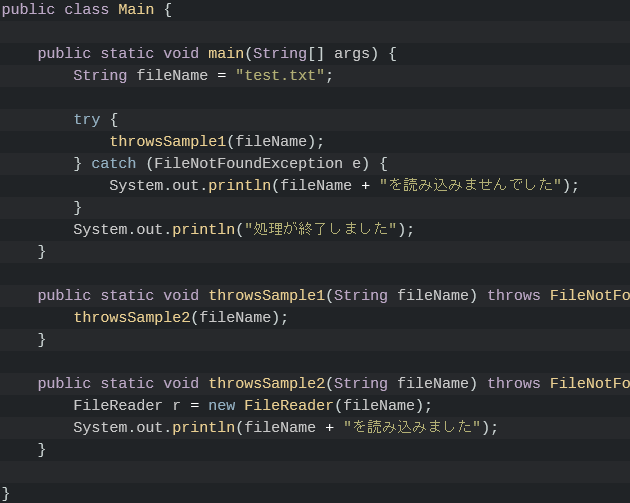 public class Main {
public static void main(String[] args) {
String fileName = "test.txt";
try {
throwsSample1(fileName);
} catch (FileNotFoundException e) {
System.out.println(fileName + "を読み込みませんでした");
}
System.out.println("処理が終了しました");
}
public static void throwsSample1(String fileName) throws FileNotFo
throwsSample2(fileName);
}
public static void throwsSample2(String fileName) throws FileNotFo
FileReader r = new FileReader(fileName);
System.out.println(fileName + "を読み込みました");
}
}